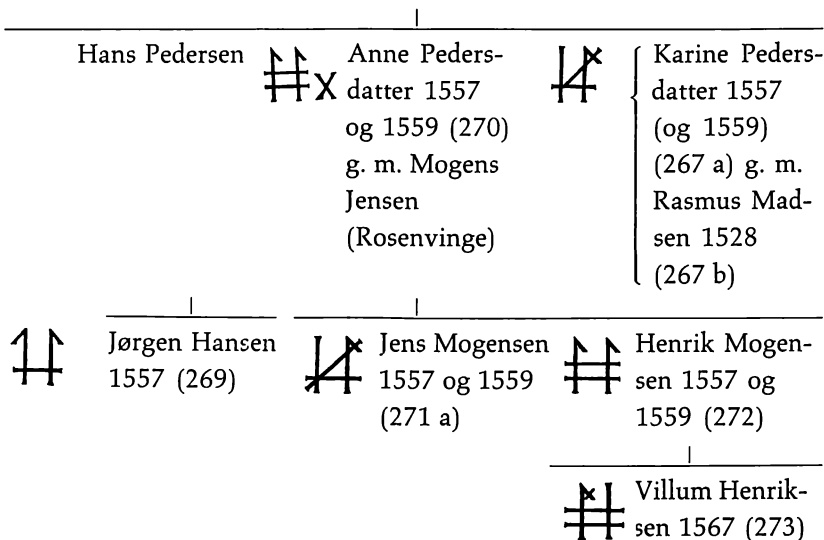 Hans Pedersen
Anne Peders-
datter 1557
og 1559 (270)
g. m. Mogens
Jensen
(Rosenvinge)
Karine Peders-
datter 1557
(og 1559)
(267 a) g. m.
Rasmus Mad-
sen 1528
(267 b)
Jørgen Hansen
1557 (269)
Jens Mogensen
1557 og 1559
(271 a)
Henrik Mogen-
sen 1557 og
1559 (272)
Villum Henrik-
sen 1567 (273)